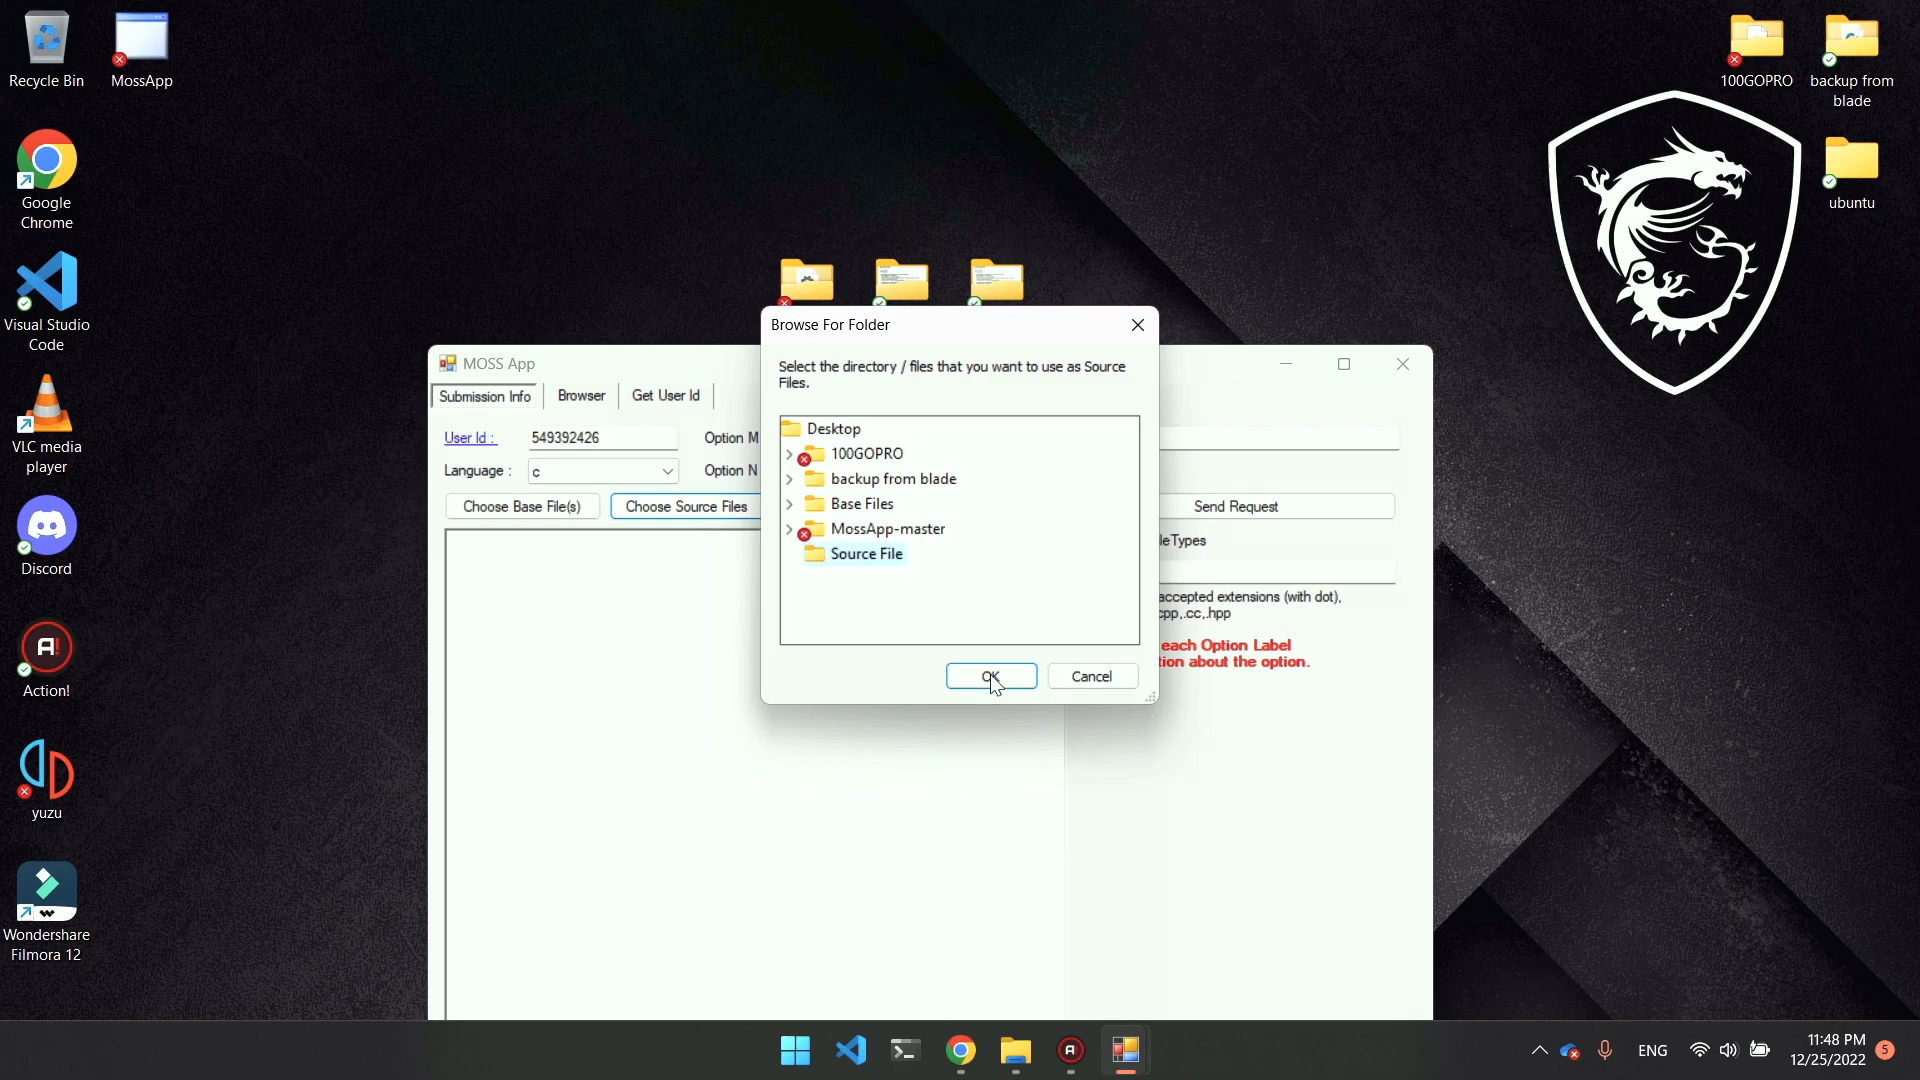 Recycle Bin
MossApp
Google
Chrome
Visual Studio
Code
VLC media
player
Discord
Action!
yuzu
Wondershare
Filmora 12
100GOPRO
backup from
blade
ubuntu
MOSS App
Submission Info
Browser
Get User Id
User Id :
549392426
Option M
Language :
c
Option N
Choose Base File(s)
Choose Source Files
Send Request
le Types
accepted extensions (with dot),
cpp,.cc,.hpp
each Option Label
tion about the option.
Browse For Folder
Select the directory / files that you want to use as Source
Files.
Desktop
100GOPRO
backup from blade
Base Files
MossApp-master
Source File
OK
Cancel
ENG
11:48 PM
12/25/2022
5